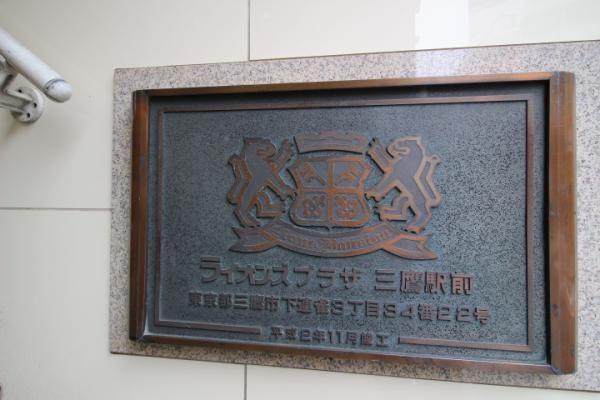 Lions Mansion
ライオンズプラザ 三鷹駅前
東京都三鷹市下連雀3丁目34番22号
平成2年11月竣工